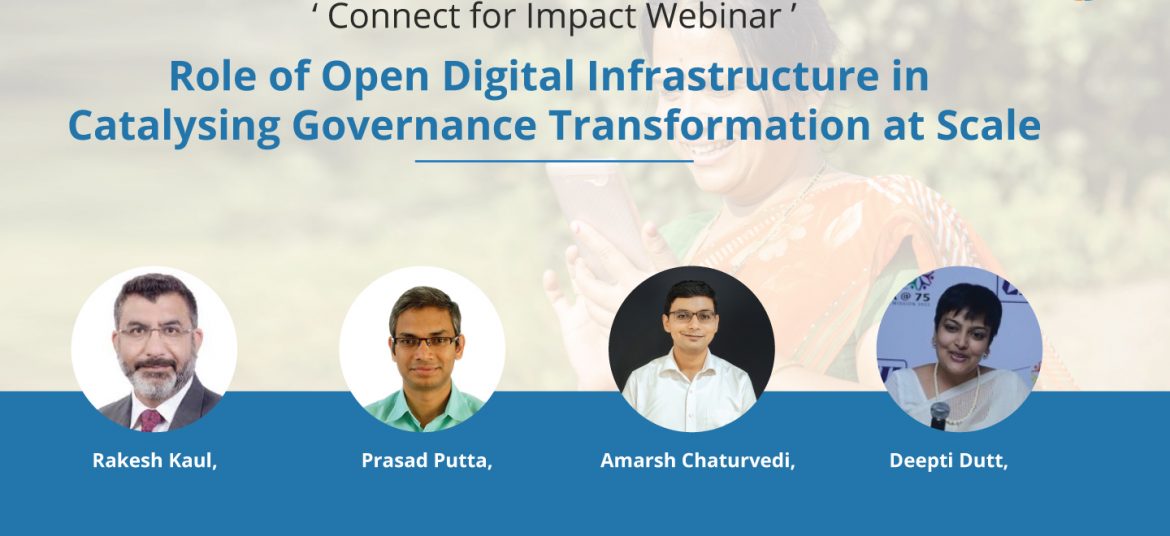 ‘ Connect for Impact Webinar ’
Role of Open Digital Infrastructure in
Catalysing Governance Transformation at Scale
@ 75
Rakesh Kaul,
Prasad Putta,
Amarsh Chaturvedi,
Deepti Dutt,